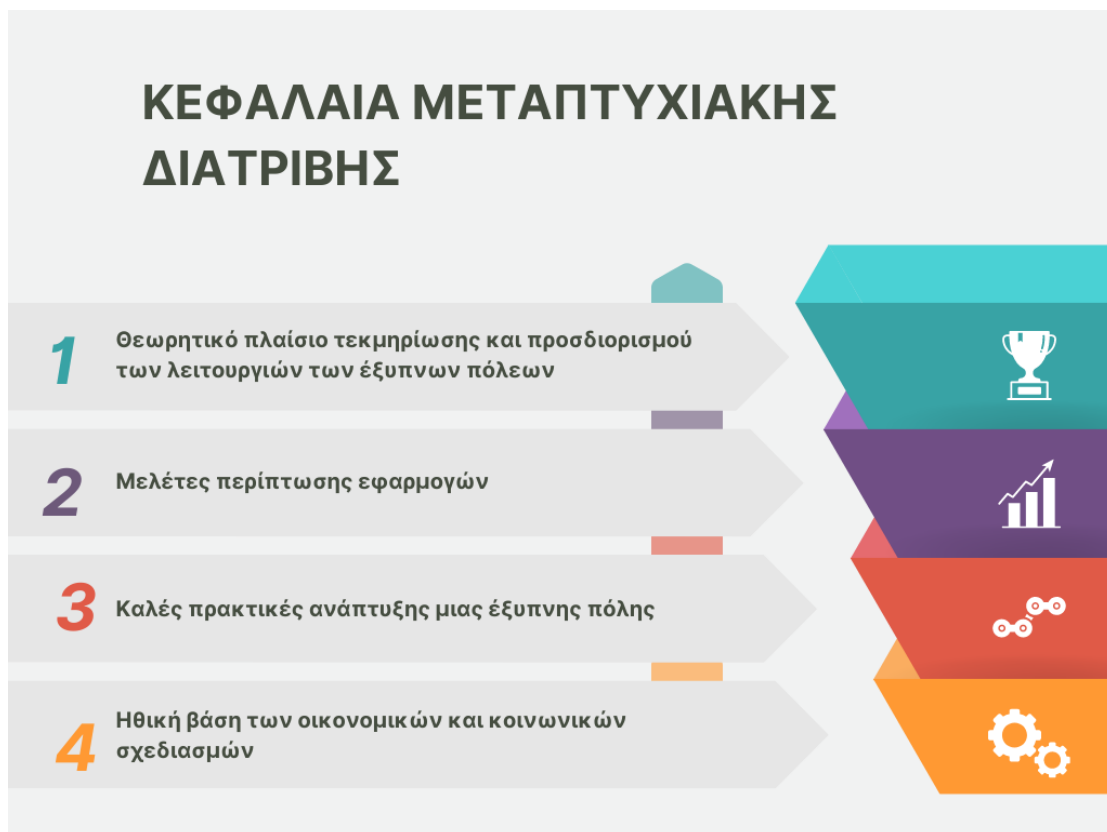 ΚΕΦΑΛΑΙΑ ΜΕΤΑΠΤΥΧΙΑΚΗΣ
ΔΙΑΤΡΙΒΗΣ
1
Θεωρητικό πλαίσιο τεκμηρίωσης και προσδιορισμού
των λειτουργιών των έξυπνων πόλεων
2
Μελέτες περίπτωσης εφαρμογών
3
Καλές πρακτικές ανάπτυξης μιας έξυπνης πόλης
4
Ηθική βάση των οικονομικών και κοινωνικών
σχεδιασμών